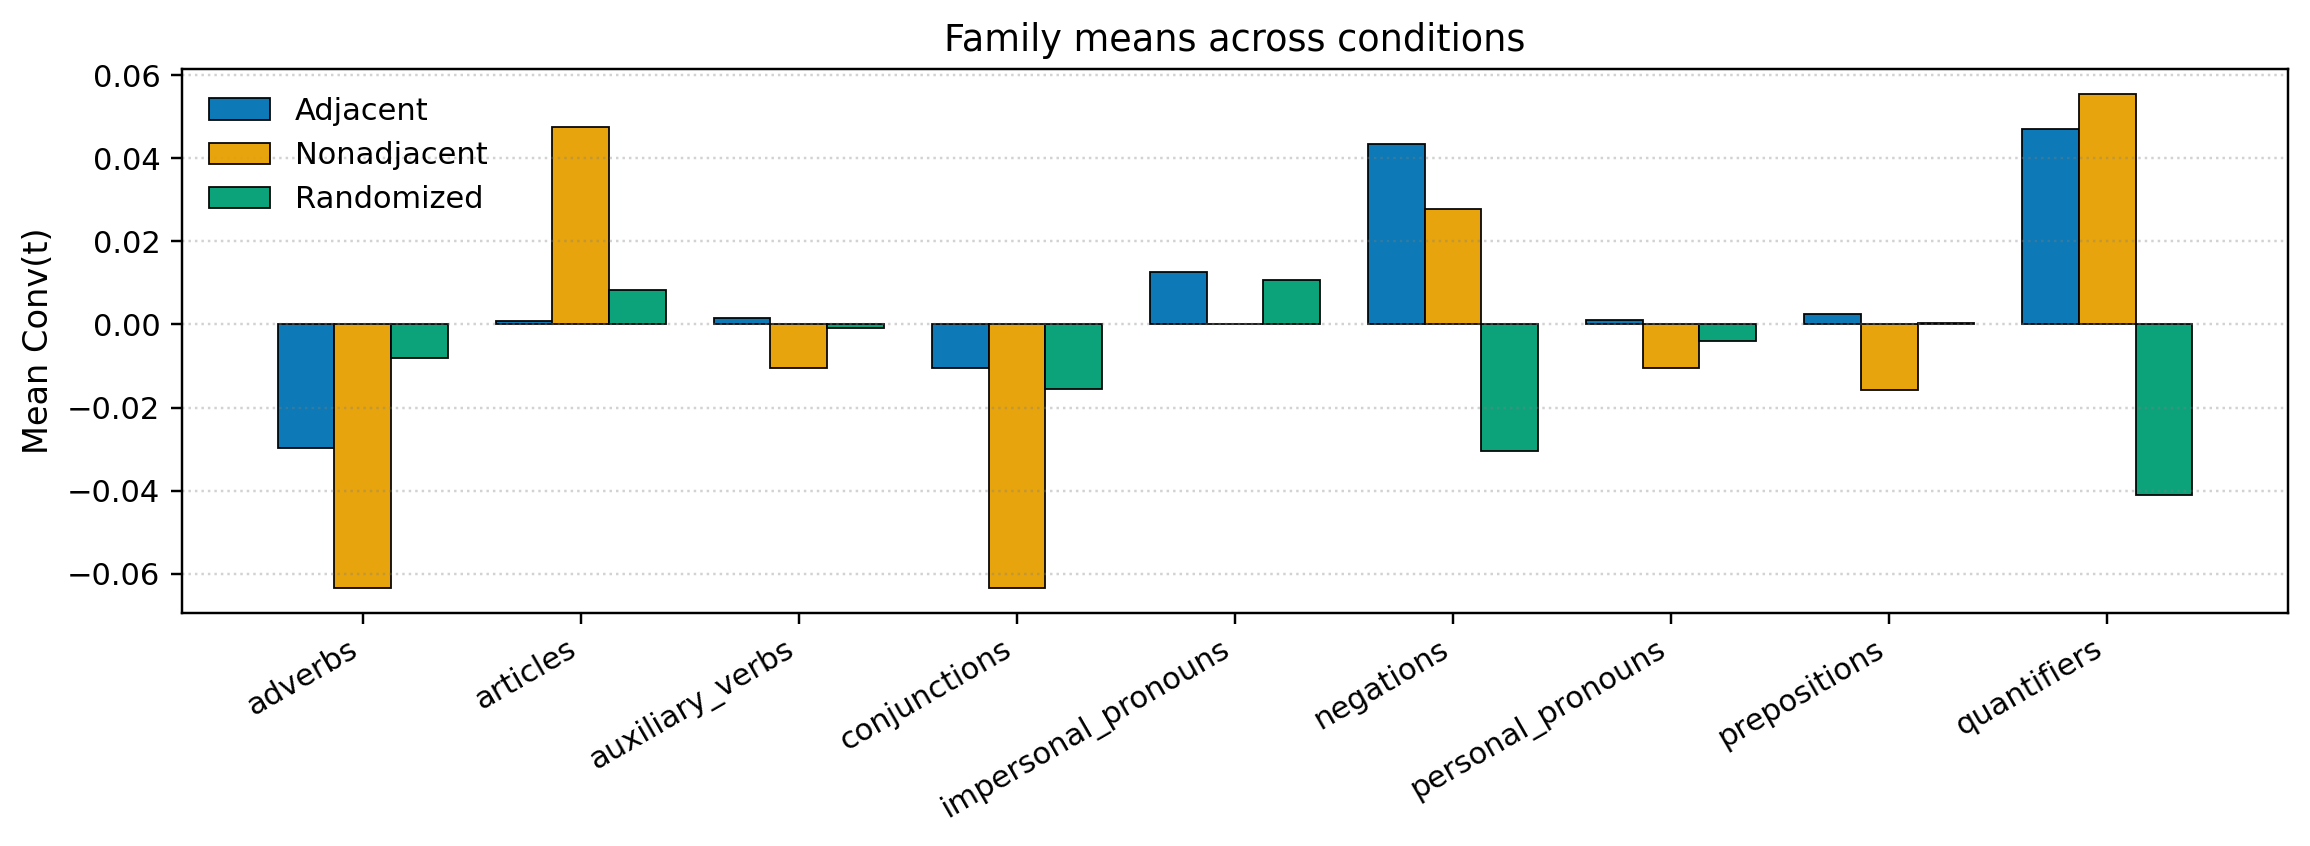 Family means across conditions
Mean Conv(t)
0.06
0.04
0.02
0.00
−0.02
−0.04
−0.06
Adjacent
Nonadjacent
Randomized
adverbs
articles
auxiliary_verbs
conjunctions
impersonal_pronouns
negations
personal_pronouns
prepositions
quantifiers